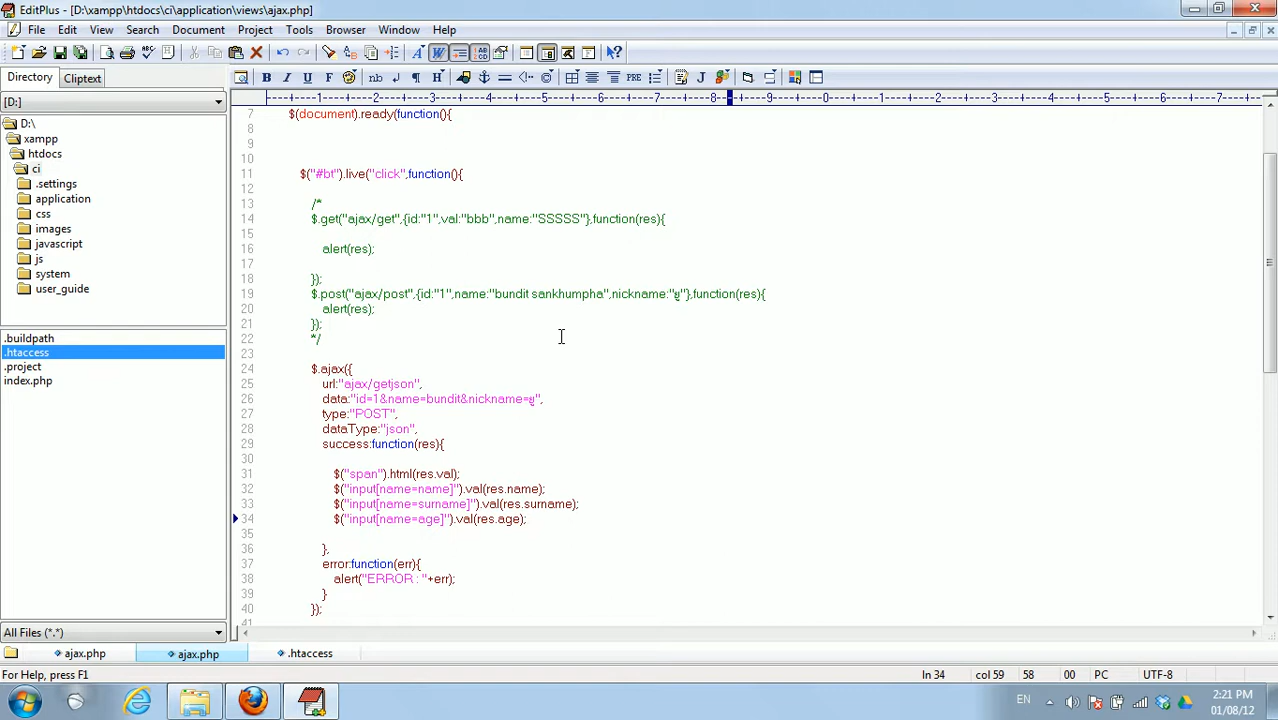 EditPlus - [D:\xampp\htdocs\ci\application\views\ajax.php]
File Edit View Search Document Project Tools Browser Window Help
Directory Cliptext
[D:]
D:\
xampp
htdocs
ci
.settings
application
css
images
javascript
js
system
user_guide
.buildpath
.htaccess
.project
index.php
All Files (*.*)
7 $(document).ready(function(){
8
9
10
11 $("#bt").live("click",function(){
12
13 /*
14 $.get("ajax/get",{id:"1",val:"bbb",name:"SSSSS"},function(res){
15
16 alert(res);
17
18 });
19 $.post("ajax/post",{id:"1",name:"bundit sankhumpha",nickname:"ยู"},function(res){
20 alert(res);
21 });
22 */
23
24 $.ajax({
25 url:"ajax/getjson",
26 data:"id=1&name=bundit&nickname=ยู",
27 type:"POST",
28 dataType:"json",
29 success:function(res){
30
31 $("span").html(res.val);
32 $("input[name=name]").val(res.name);
33 $("input[name=surname]").val(res.surname);
34 $("input[name=age]").val(res.age);
35
36 },
37 error:function(err){
38 alert("ERROR : "+err);
39 }
40 });
41
ajax.php ajax.php .htaccess
For Help, press F1 ln 34 col 59 58 00 PC UTF-8
EN 2:21 PM
01/08/12